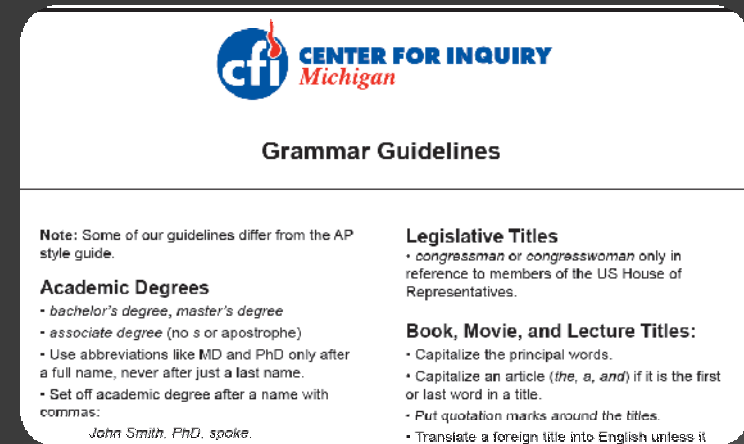 cfi CENTER FOR INQUIRY
Michigan
Grammar Guidelines
Note: Some of our guidelines differ from the AP
style guide.
Academic Degrees
• bachelor's degree, master's degree
• associate degree (no s or apostrophe)
• Use abbreviations like MD and PhD only after
a full name, never after just a last name.
• Set off academic degree after a name with
commas:
John Smith, PhD, spoke.
Legislative Titles
• congressman or congresswoman only in
reference to members of the US House of
Representatives.
Book, Movie, and Lecture Titles:
• Capitalize the principal words.
• Capitalize an article (the, a, and) if it is the first
or last word in a title.
• Put quotation marks around the titles.
• Translate a foreign title into English unless it